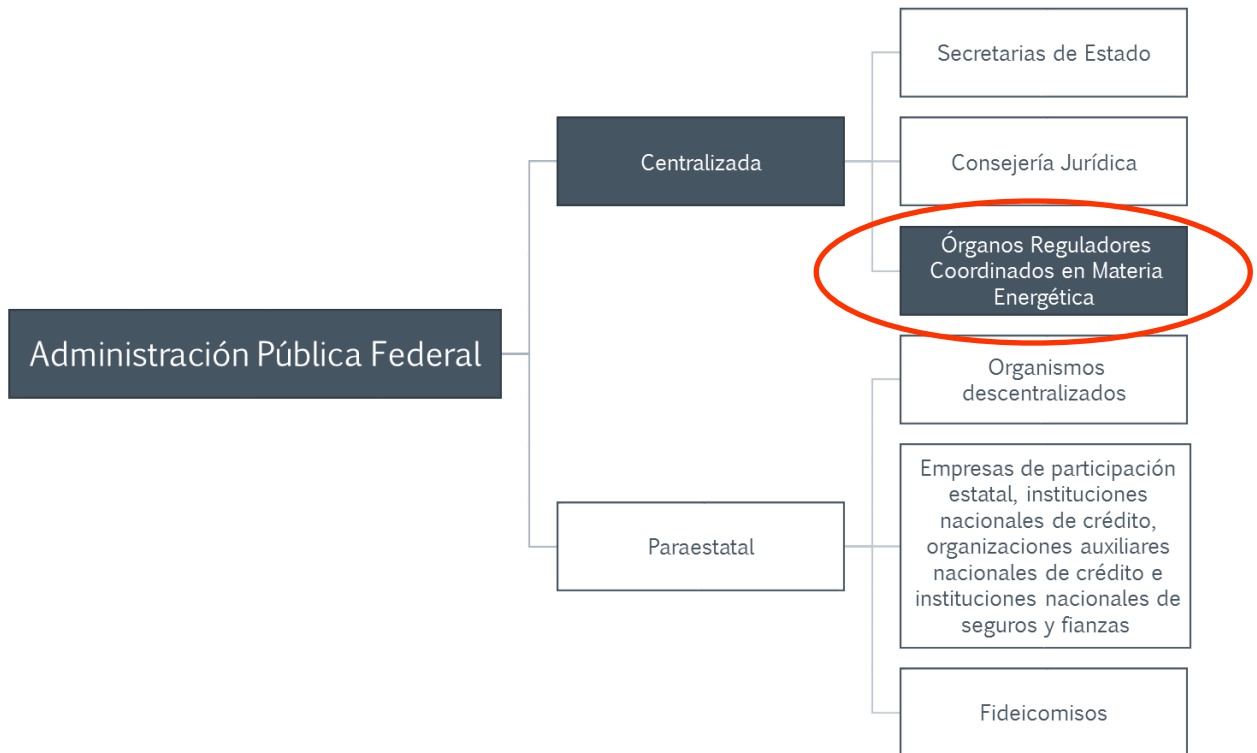 Administración Pública Federal
Centralizada
Secretarias de Estado
Consejería Jurídica
Órganos Reguladores
Coordinados en Materia
Energética
Paraestatal
Organismos
descentralizados
Empresas de participación
estatal, instituciones
nacionales de crédito,
organizaciones auxiliares
nacionales de crédito e
instituciones nacionales de
seguros y fianzas
Fideicomisos